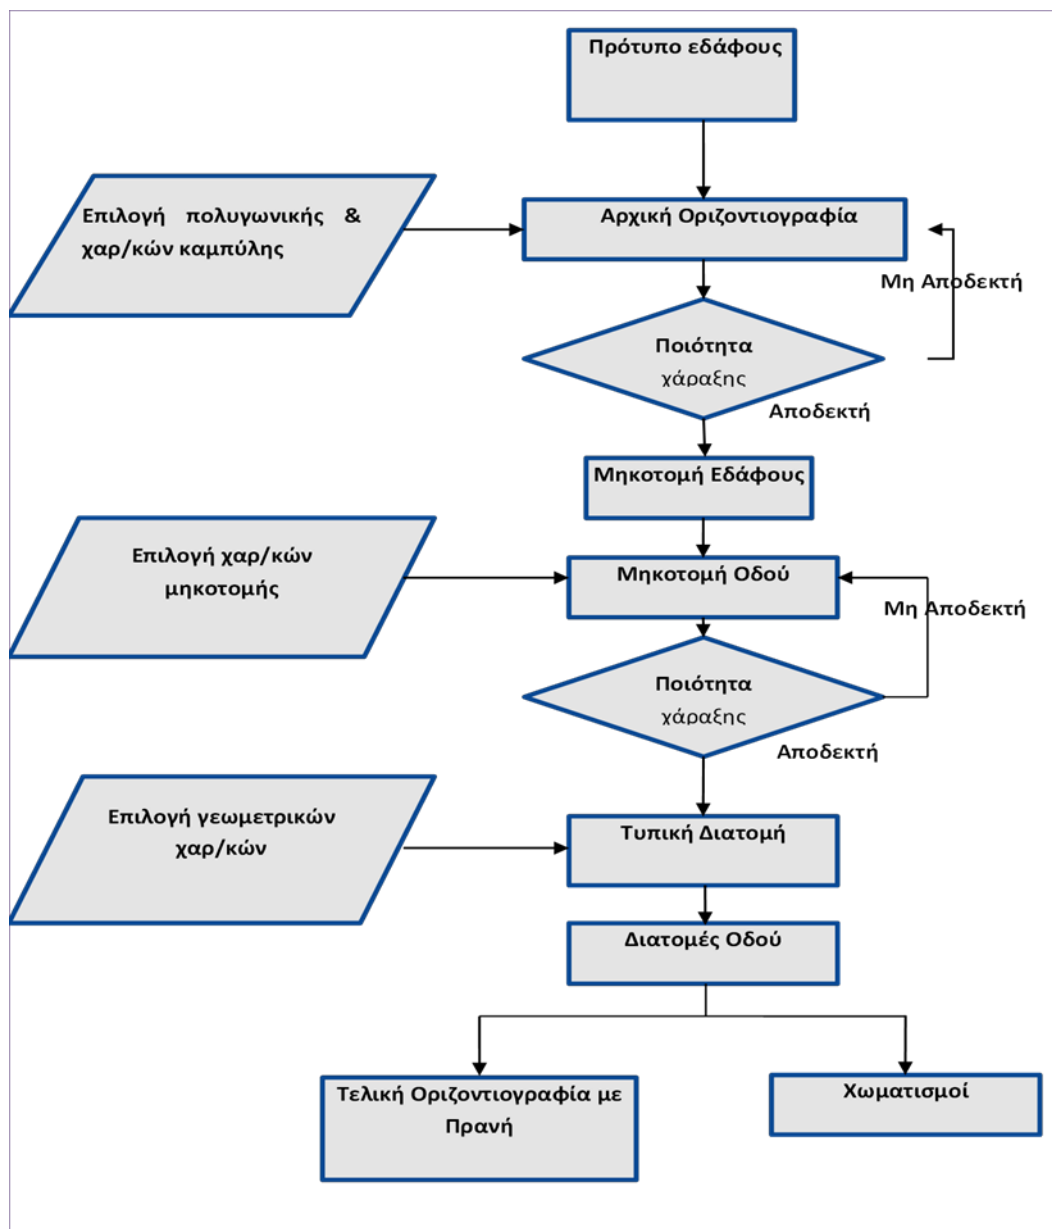 Πρότυπο εδάφους
Επιλογή πολυγωνικής &
χαρ/κών καμπύλης
Αρχική Οριζοντιογραφία
Μη Αποδεκτή
Ποιότητα
χάραξης
Αποδεκτή
Μηκοτομή Εδάφους
Επιλογή χαρ/κών
μηκοτομής
Μηκοτομή Οδού
Μη Αποδεκτή
Ποιότητα
χάραξης
Αποδεκτή
Επιλογή γεωμετρικών
χαρ/κών
Τυπική Διατομή
Διατομές Οδού
Τελική Οριζοντιογραφία με
Πρανή
Χωματισμοί